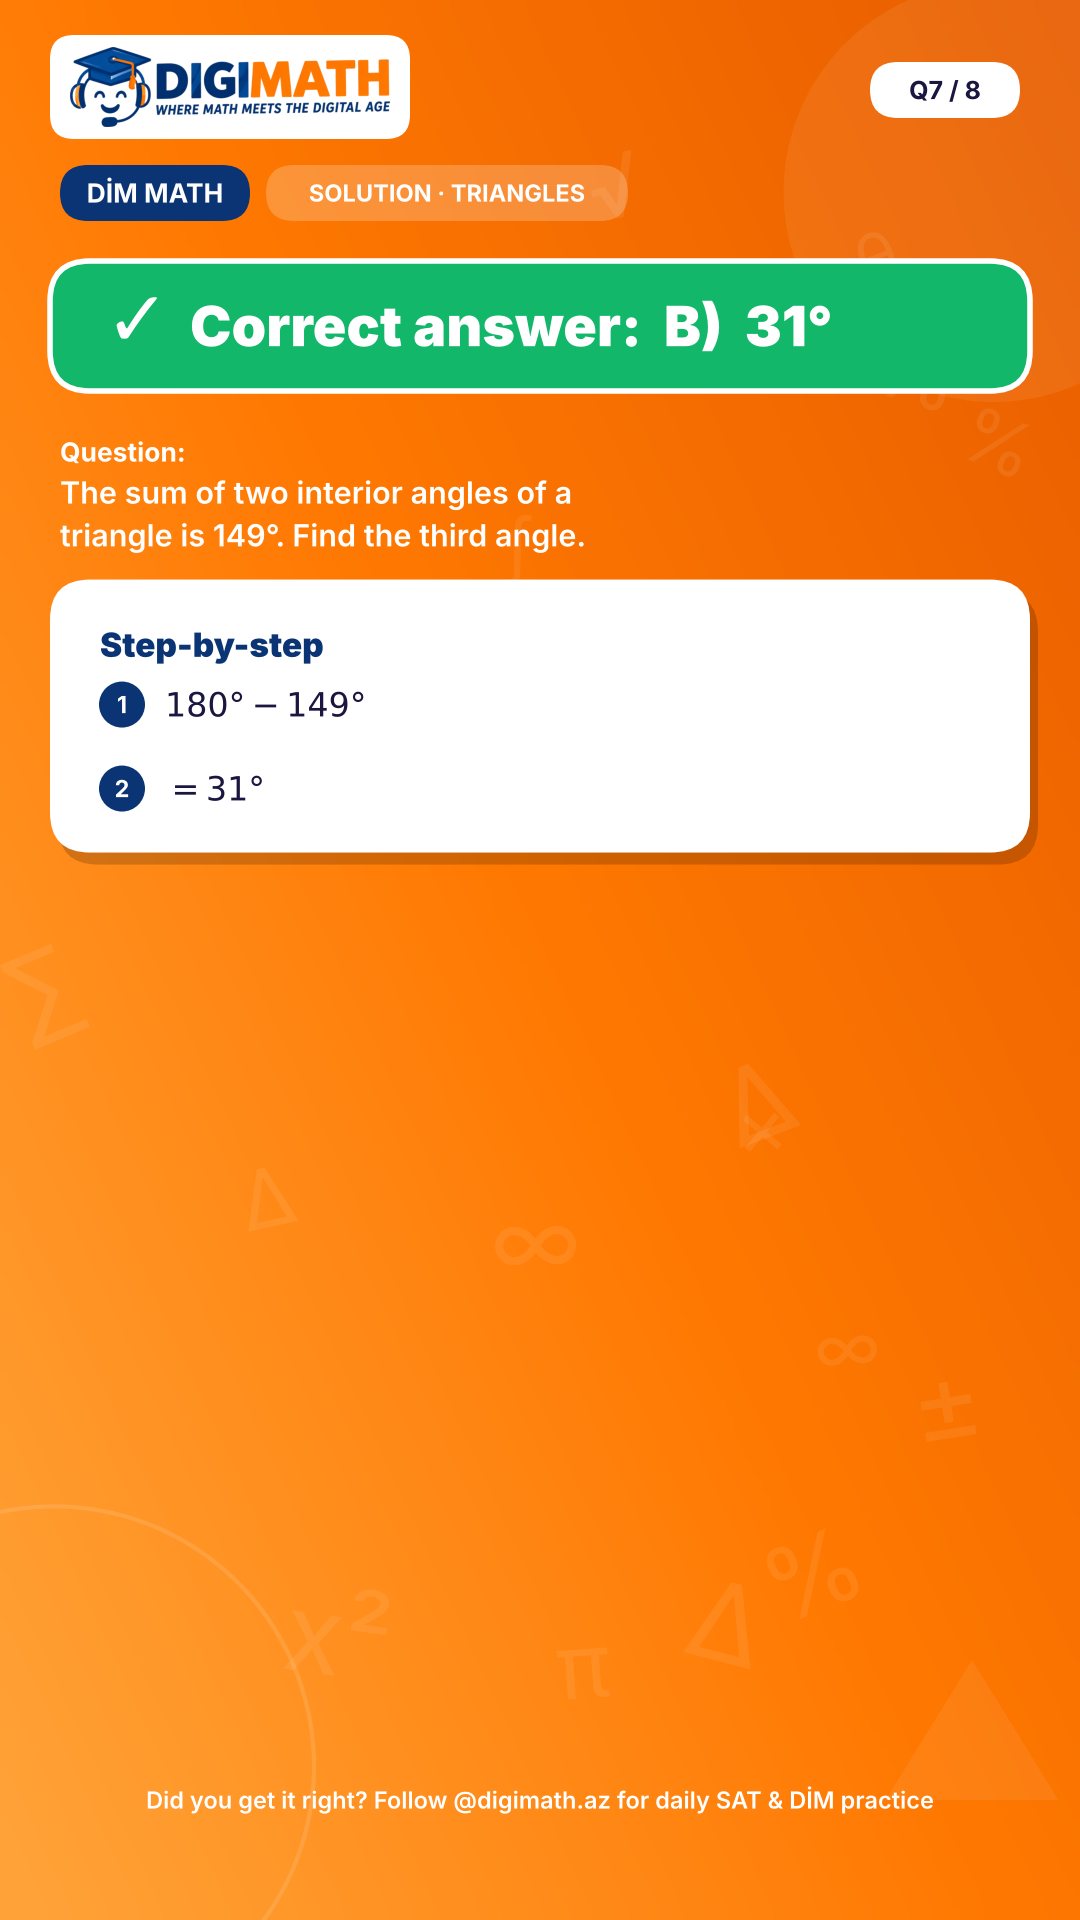 DIGIMATH
WHERE MATH MEETS THE DIGITAL AGE
Q7 / 8
DİM MATH
SOLUTION · TRIANGLES
✓ Correct answer: B) 31°
Question:
The sum of two interior angles of a
triangle is 149°. Find the third angle.
Step-by-step
1 180° − 149°
2 = 31°
√
%
%
∫
Σ
Δ
×
Δ
∞
∞
±
%
x²
Δ
π
Did you get it right? Follow @digimath.az for daily SAT & DİM practice